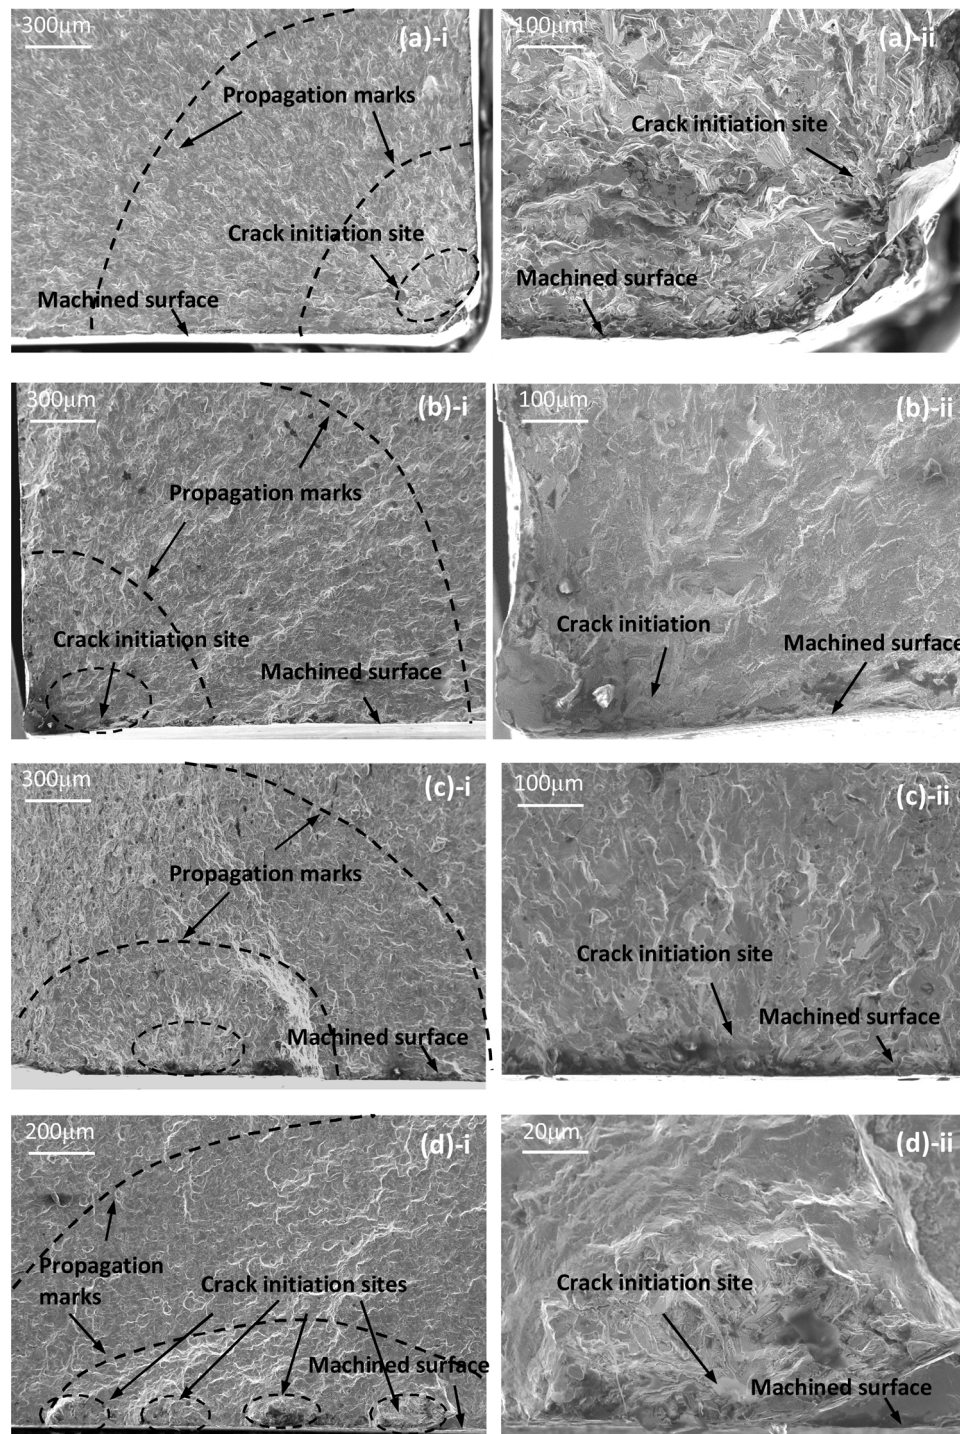 300μm
(a)-i
Propagation marks
Crack initiation site
Machined surface
100μm
(a)-ii
Crack initiation site
Machined surface
300μm
(b)-i
Propagation marks
Crack initiation site
Machined surface
100μm
(b)-ii
Crack initiation
Machined surface
300μm
(c)-i
Propagation marks
Machined surface
100μm
(c)-ii
Crack initiation site
Machined surface
200μm
(d)-i
Propagation
marks
Crack initiation sites
Machined surface
20μm
(d)-ii
Crack initiation site
Machined surface